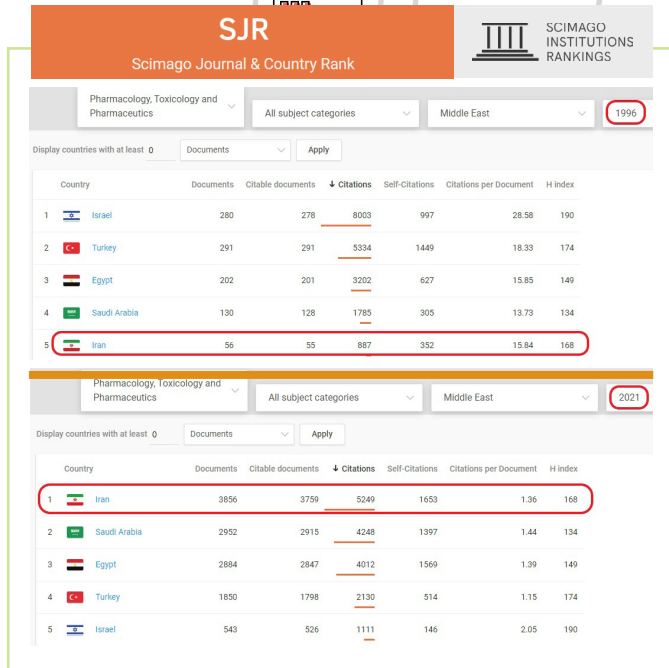 SJR
Scimago Journal & Country Rank
SCIMAGO
INSTITUTIONS
RANKINGS
Pharmacology, Toxicology and
Pharmaceutics
All subject categories
Middle East
1996
Display countries with at least 0 Documents Apply
Country Documents Citable documents ↓ Citations Self-Citations Citations per Document H index
1 Israel 280 278 8003 997 28.58 190
2 Turkey 291 291 5334 1449 18.33 174
3 Egypt 202 201 3202 627 15.85 149
4 Saudi Arabia 130 128 1785 305 13.73 134
5 Iran 56 55 887 352 15.84 168
Pharmacology, Toxicology and
Pharmaceutics
All subject categories
Middle East
2021
Display countries with at least 0 Documents Apply
Country Documents Citable documents ↓ Citations Self-Citations Citations per Document H index
1 Iran 3856 3759 5249 1653 1.36 168
2 Saudi Arabia 2952 2915 4248 1397 1.44 134
3 Egypt 2884 2847 4012 1569 1.39 149
4 Turkey 1850 1798 2130 514 1.15 174
5 Israel 543 526 1111 146 2.05 190